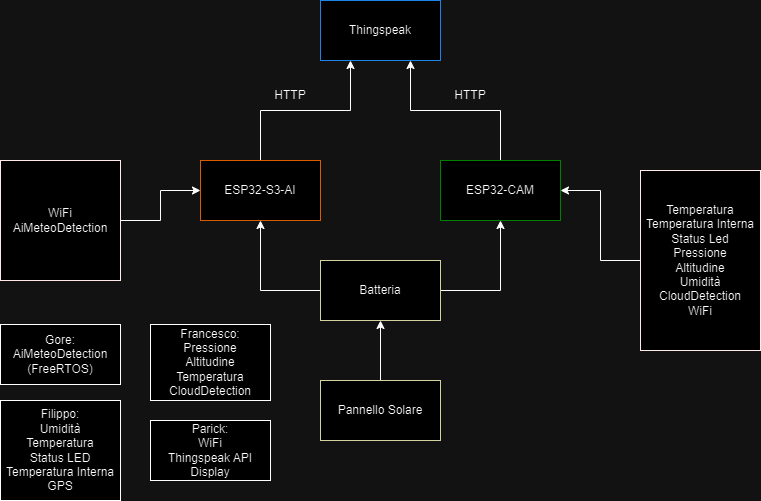 Thingspeak
HTTP
HTTP
WiFi
AiMeteoDetection
ESP32-S3-AI
ESP32-CAM
Temperatura
Temperatura Interna
Status Led
Pressione
Altitudine
Umidità
CloudDetection
WiFi
Batteria
Gore:
AiMeteoDetection
(FreeRTOS)
Francesco:
Pressione
Altitudine
Temperatura
CloudDetection
Pannello Solare
Filippo:
Umidità
Temperatura
Status LED
Temperatura Interna
GPS
Parick:
WiFi
Thingspeak API
Display